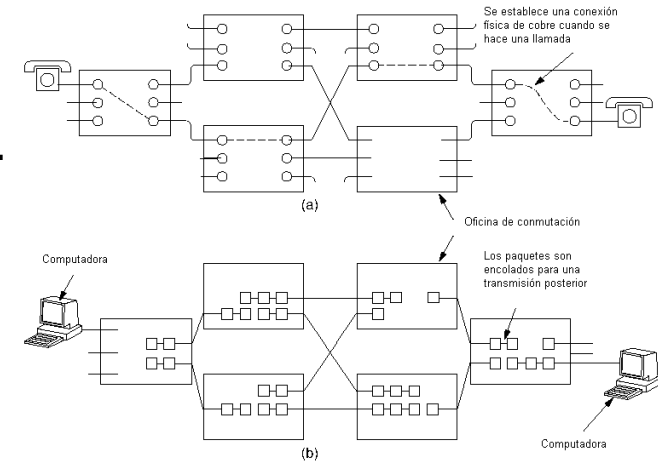 Se establece una conexión
física de cobre cuando se
hace una llamada
(a)
Oficina de conmutación
Computadora
Los paquetes son
encolados para una
transmisión posterior
Computadora
(b)